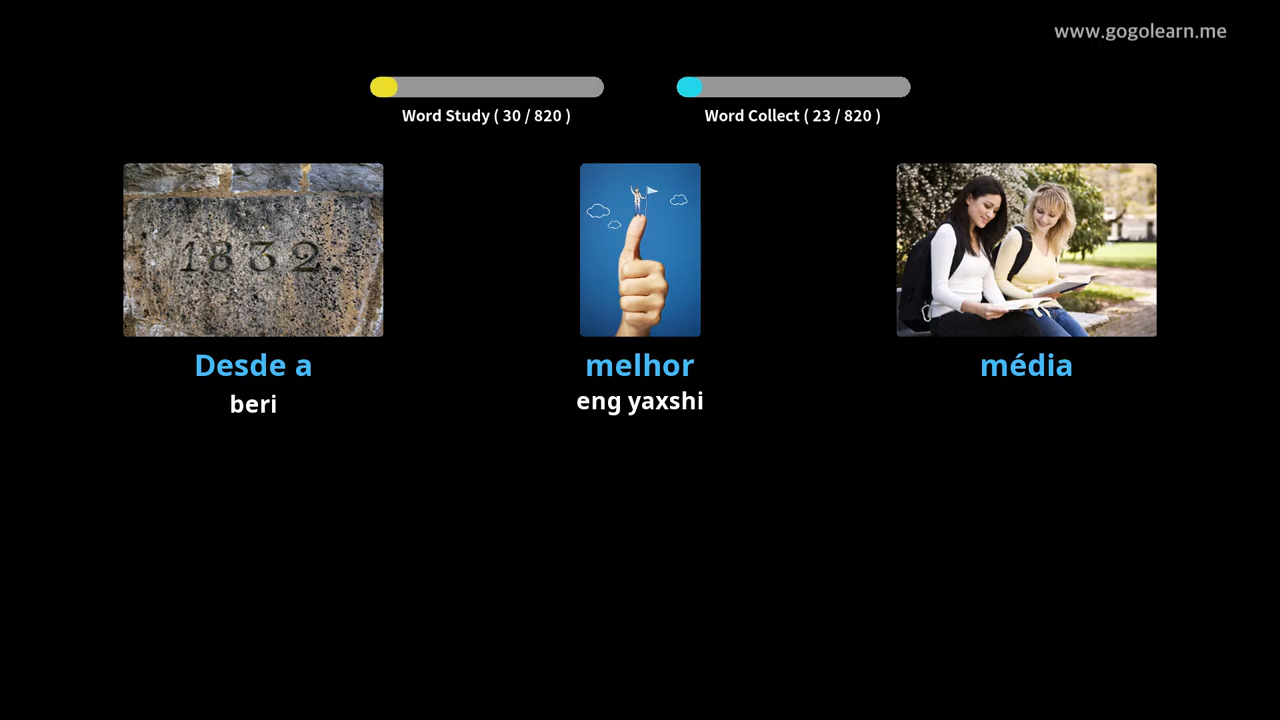 www.gogolearn.me
Word Study ( 30 / 820 )
Word Collect ( 23 / 820 )
1832.
Desde a
beri
melhor
eng yaxshi
média